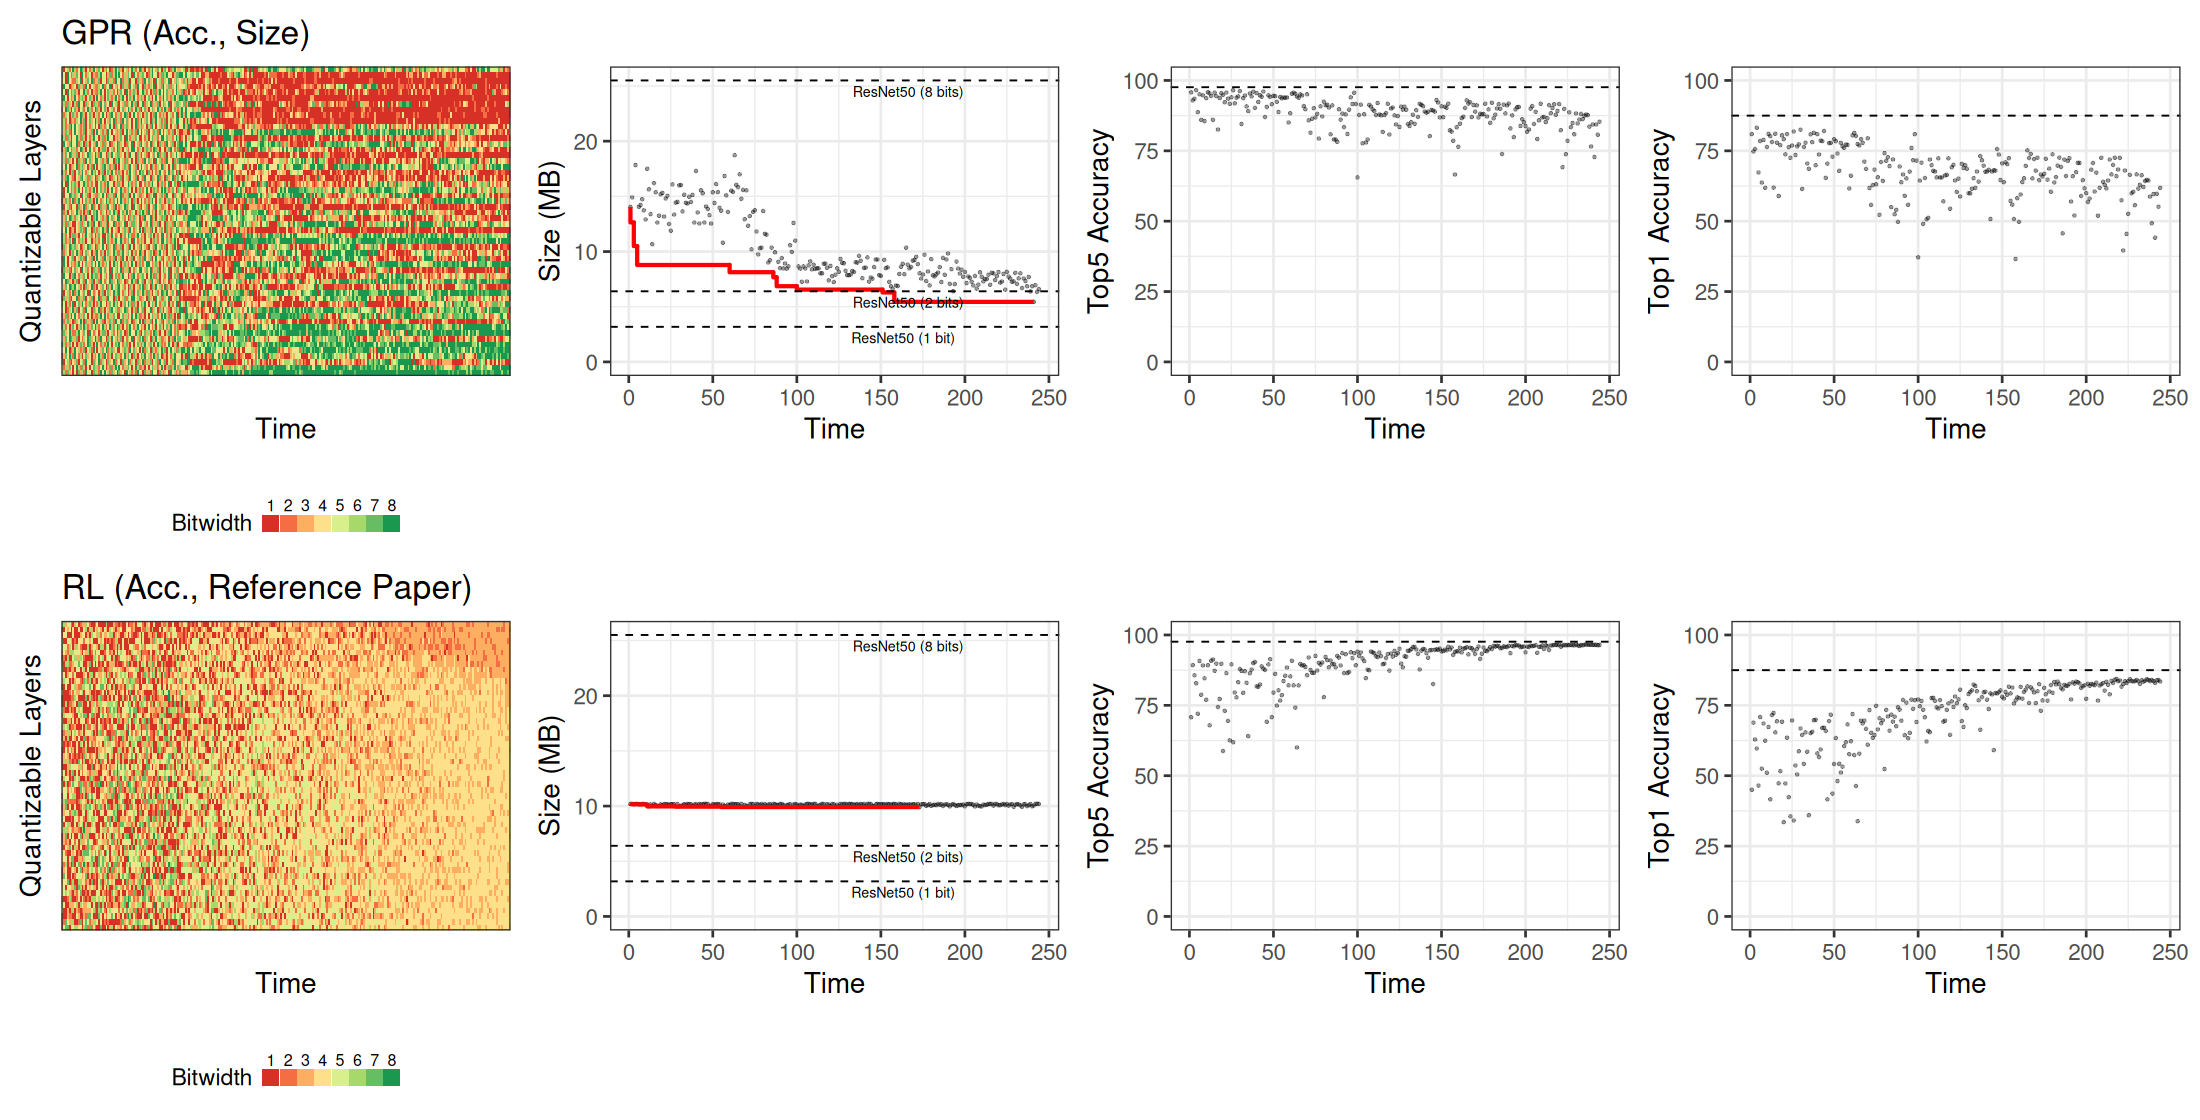 GPR (Acc., Size)
Quantizable Layers
Time
Bitwidth 1 2 3 4 5 6 7 8
Size (MB)
20
10
0
ResNet50 (8 bits)
ResNet50 (2 bits)
ResNet50 (1 bit)
0 50 100 150 200 250
Time
Top5 Accuracy
100
75
50
25
0
0 50 100 150 200 250
Time
Top1 Accuracy
100
75
50
25
0
0 50 100 150 200 250
Time
RL (Acc., Reference Paper)
Quantizable Layers
Time
Bitwidth 1 2 3 4 5 6 7 8
Size (MB)
20
10
0
ResNet50 (8 bits)
ResNet50 (2 bits)
ResNet50 (1 bit)
0 50 100 150 200 250
Time
Top5 Accuracy
100
75
50
25
0
0 50 100 150 200 250
Time
Top1 Accuracy
100
75
50
25
0
0 50 100 150 200 250
Time